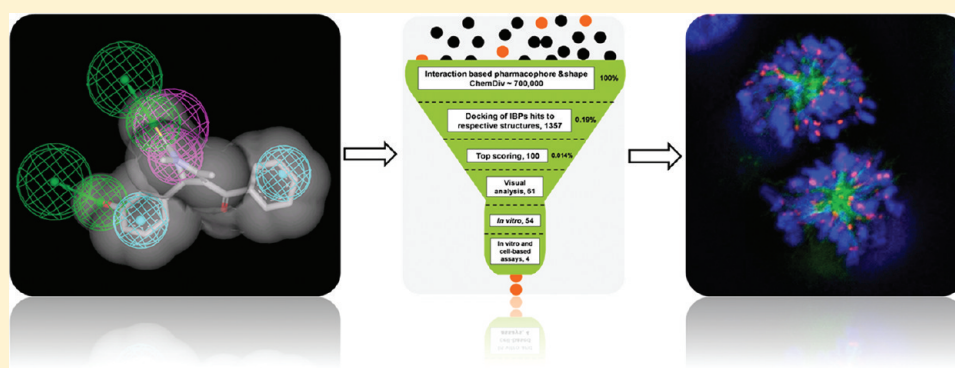 Interaction based pharmacophore &shape
ChemDiv ~ 700,000
100%
Docking of IBPs hits to
respective structures, 1357
0.19%
Top scoring, 100
0.014%
Visual
analysis, 61
In vitro, 54
In vitro and
cell-based
assays, 4